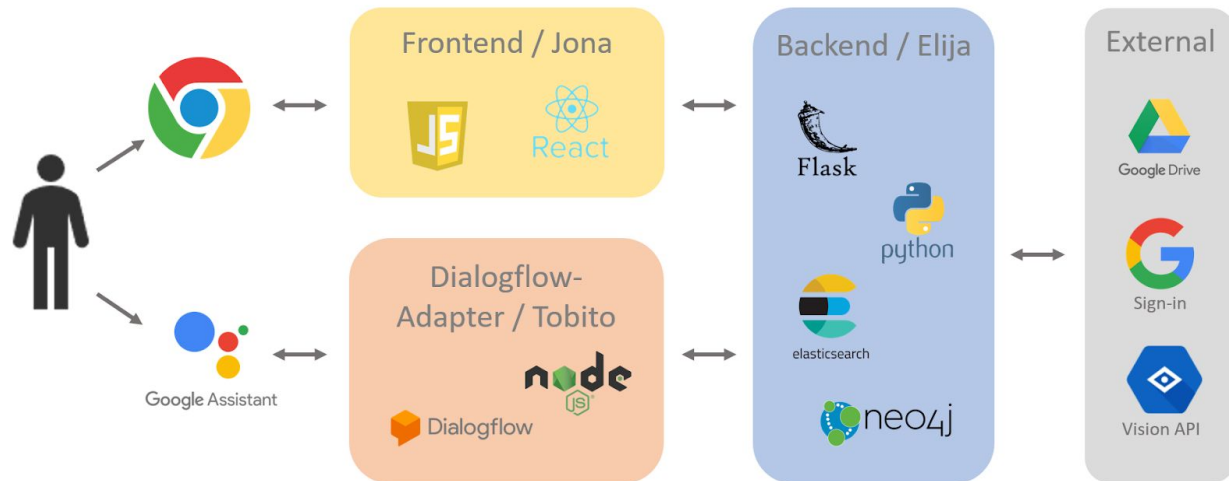 Frontend / Jona
JS
React
Dialogflow-
Adapter / Tobito
node
JS
Dialogflow
Google Assistant
Backend / Elija
Flask
python
elasticsearch
neo4j
External
Google Drive
Sign-in
Vision API